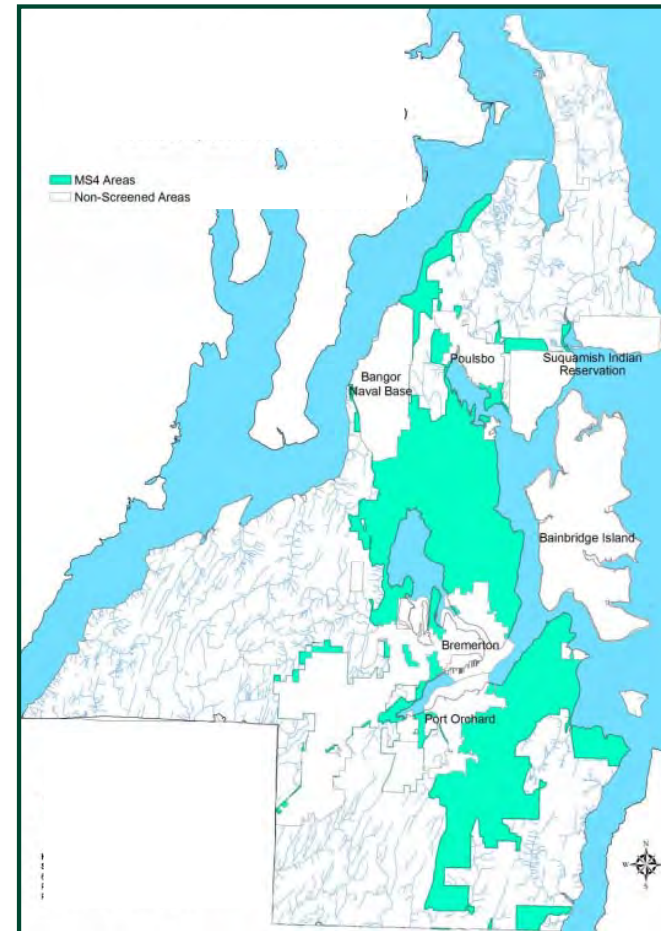 MS4 Areas
Non-Screened Areas
Poulsbo
Suquamish Indian
Reservation
Bangor
Naval Base
Bainbridge Island
Bremerton
Port Orchard
N
W
S